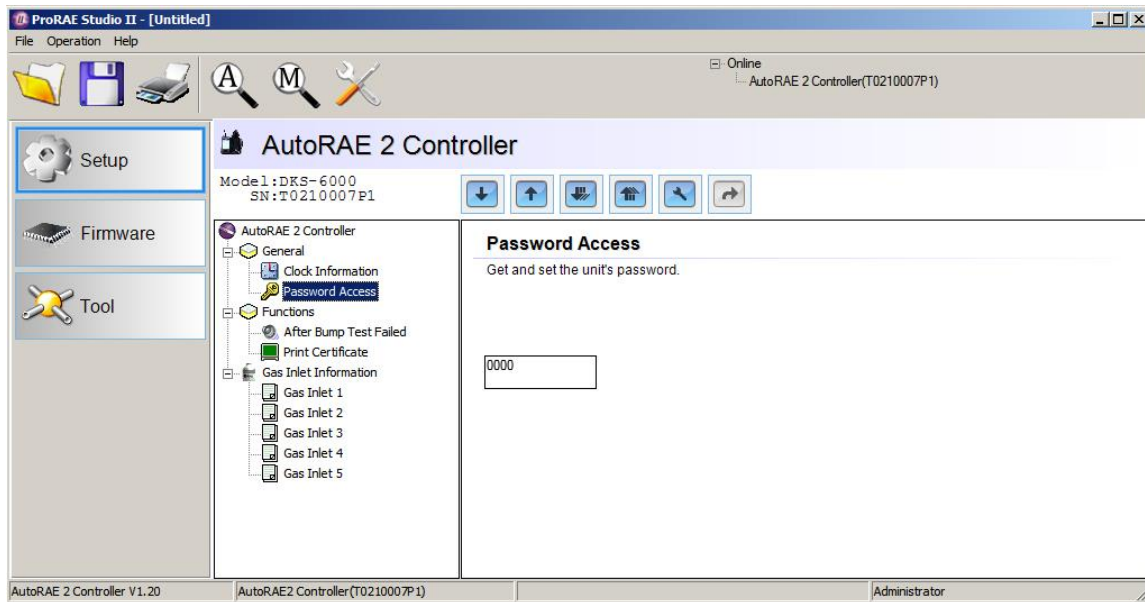 ProRAE Studio II - [Untitled]
File Operation Help
A M
Online
AutoRAE 2 Controller(T0210007P1)
Setup
Firmware
Tool
AutoRAE 2 Controller
Model:DKS-6000
SN:T0210007P1
AutoRAE 2 Controller
General
Clock Information
Password Access
Functions
After Bump Test Failed
Print Certificate
Gas Inlet Information
Gas Inlet 1
Gas Inlet 2
Gas Inlet 3
Gas Inlet 4
Gas Inlet 5
Password Access
Get and set the unit's password.
0000
AutoRAE 2 Controller V1.20 AutoRAE2 Controller(T0210007P1) Administrator